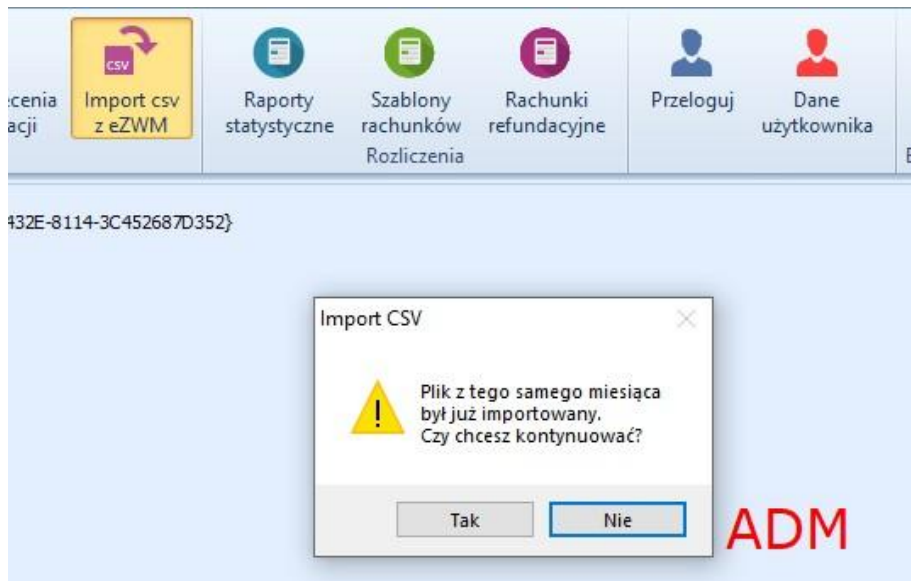 csv
ecenia
acji
Import csv
z eZWM
Raporty
statystyczne
Szablony
rachunków
Rachunki
refundacyjne
Rozliczenia
Przeloguj
Dane
użytkownika
432E-8114-3C452687D352}
Import CSV
Plik z tego samego miesiąca
był już importowany.
Czy chcesz kontynuować?
Tak
Nie
ADM